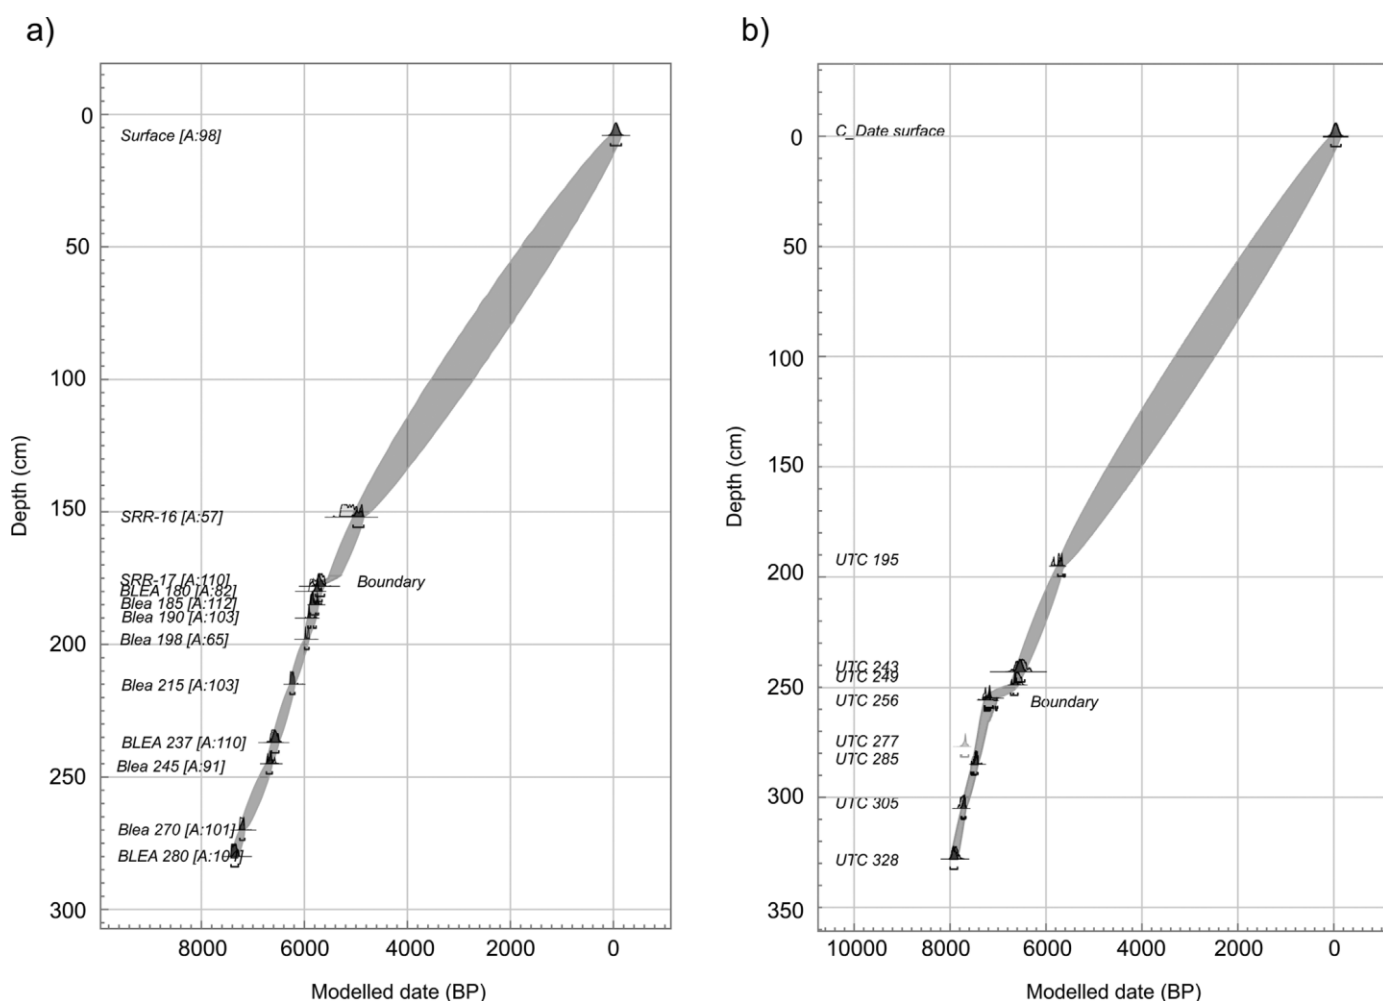 a)
0
50
100
150
200
250
300
Depth (cm)
Surface [A:98]
SRR-16 [A:57]
SRR-17 [A:110]
BLEA 180 [A:82]
Blea 185 [A:112]
Blea 190 [A:103]
Blea 198 [A:65]
Blea 215 [A:103]
BLEA 237 [A:110]
Blea 245 [A:91]
Blea 270 [A:101]
BLEA 280
Boundary
8000 6000 4000 2000 0
Modelled date (BP)
b)
0
50
100
150
200
250
300
350
Depth (cm)
C_Date surface
UTC 195
UTC 243
UTC 249
UTC 256
UTC 277
UTC 285
UTC 305
UTC 328
Boundary
10000 8000 6000 4000 2000 0
Modelled date (BP)